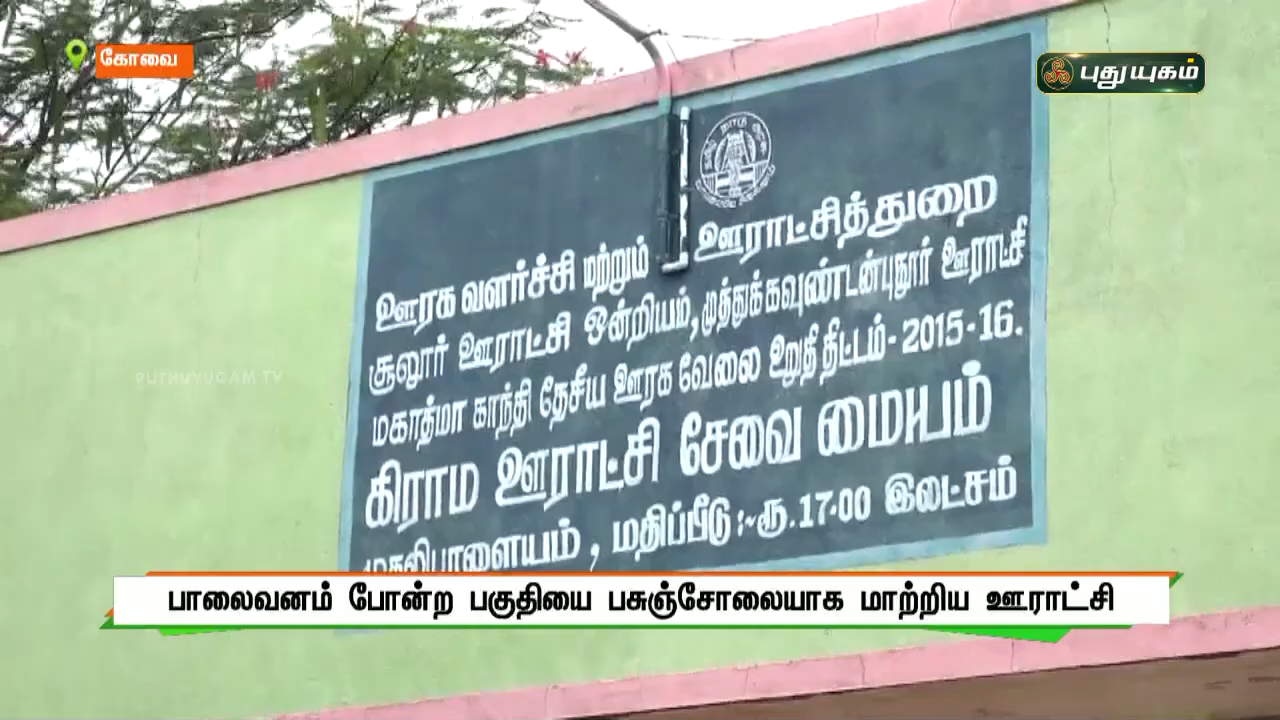 கோவை
புதுயுகம்
ஊரக வளர்ச்சி மற்றும் ஊராட்சித்துறை
சூலூர் ஊராட்சி ஒன்றியம், முத்துக்கவுண்டன்புதூர் ஊராட்சி
மகாத்மா காந்தி தேசீய ஊரக வேலை உறுதி திட்டம்-2015-16.
கிராம ஊராட்சி சேவை மையம்
மதிப்பீடு:-ரூ.17.00 இலட்சம்
PUTHUYUGAM TV
பாலைவனம் போன்ற பகுதியை பசுஞ்சோலையாக மாற்றிய ஊராட்சி